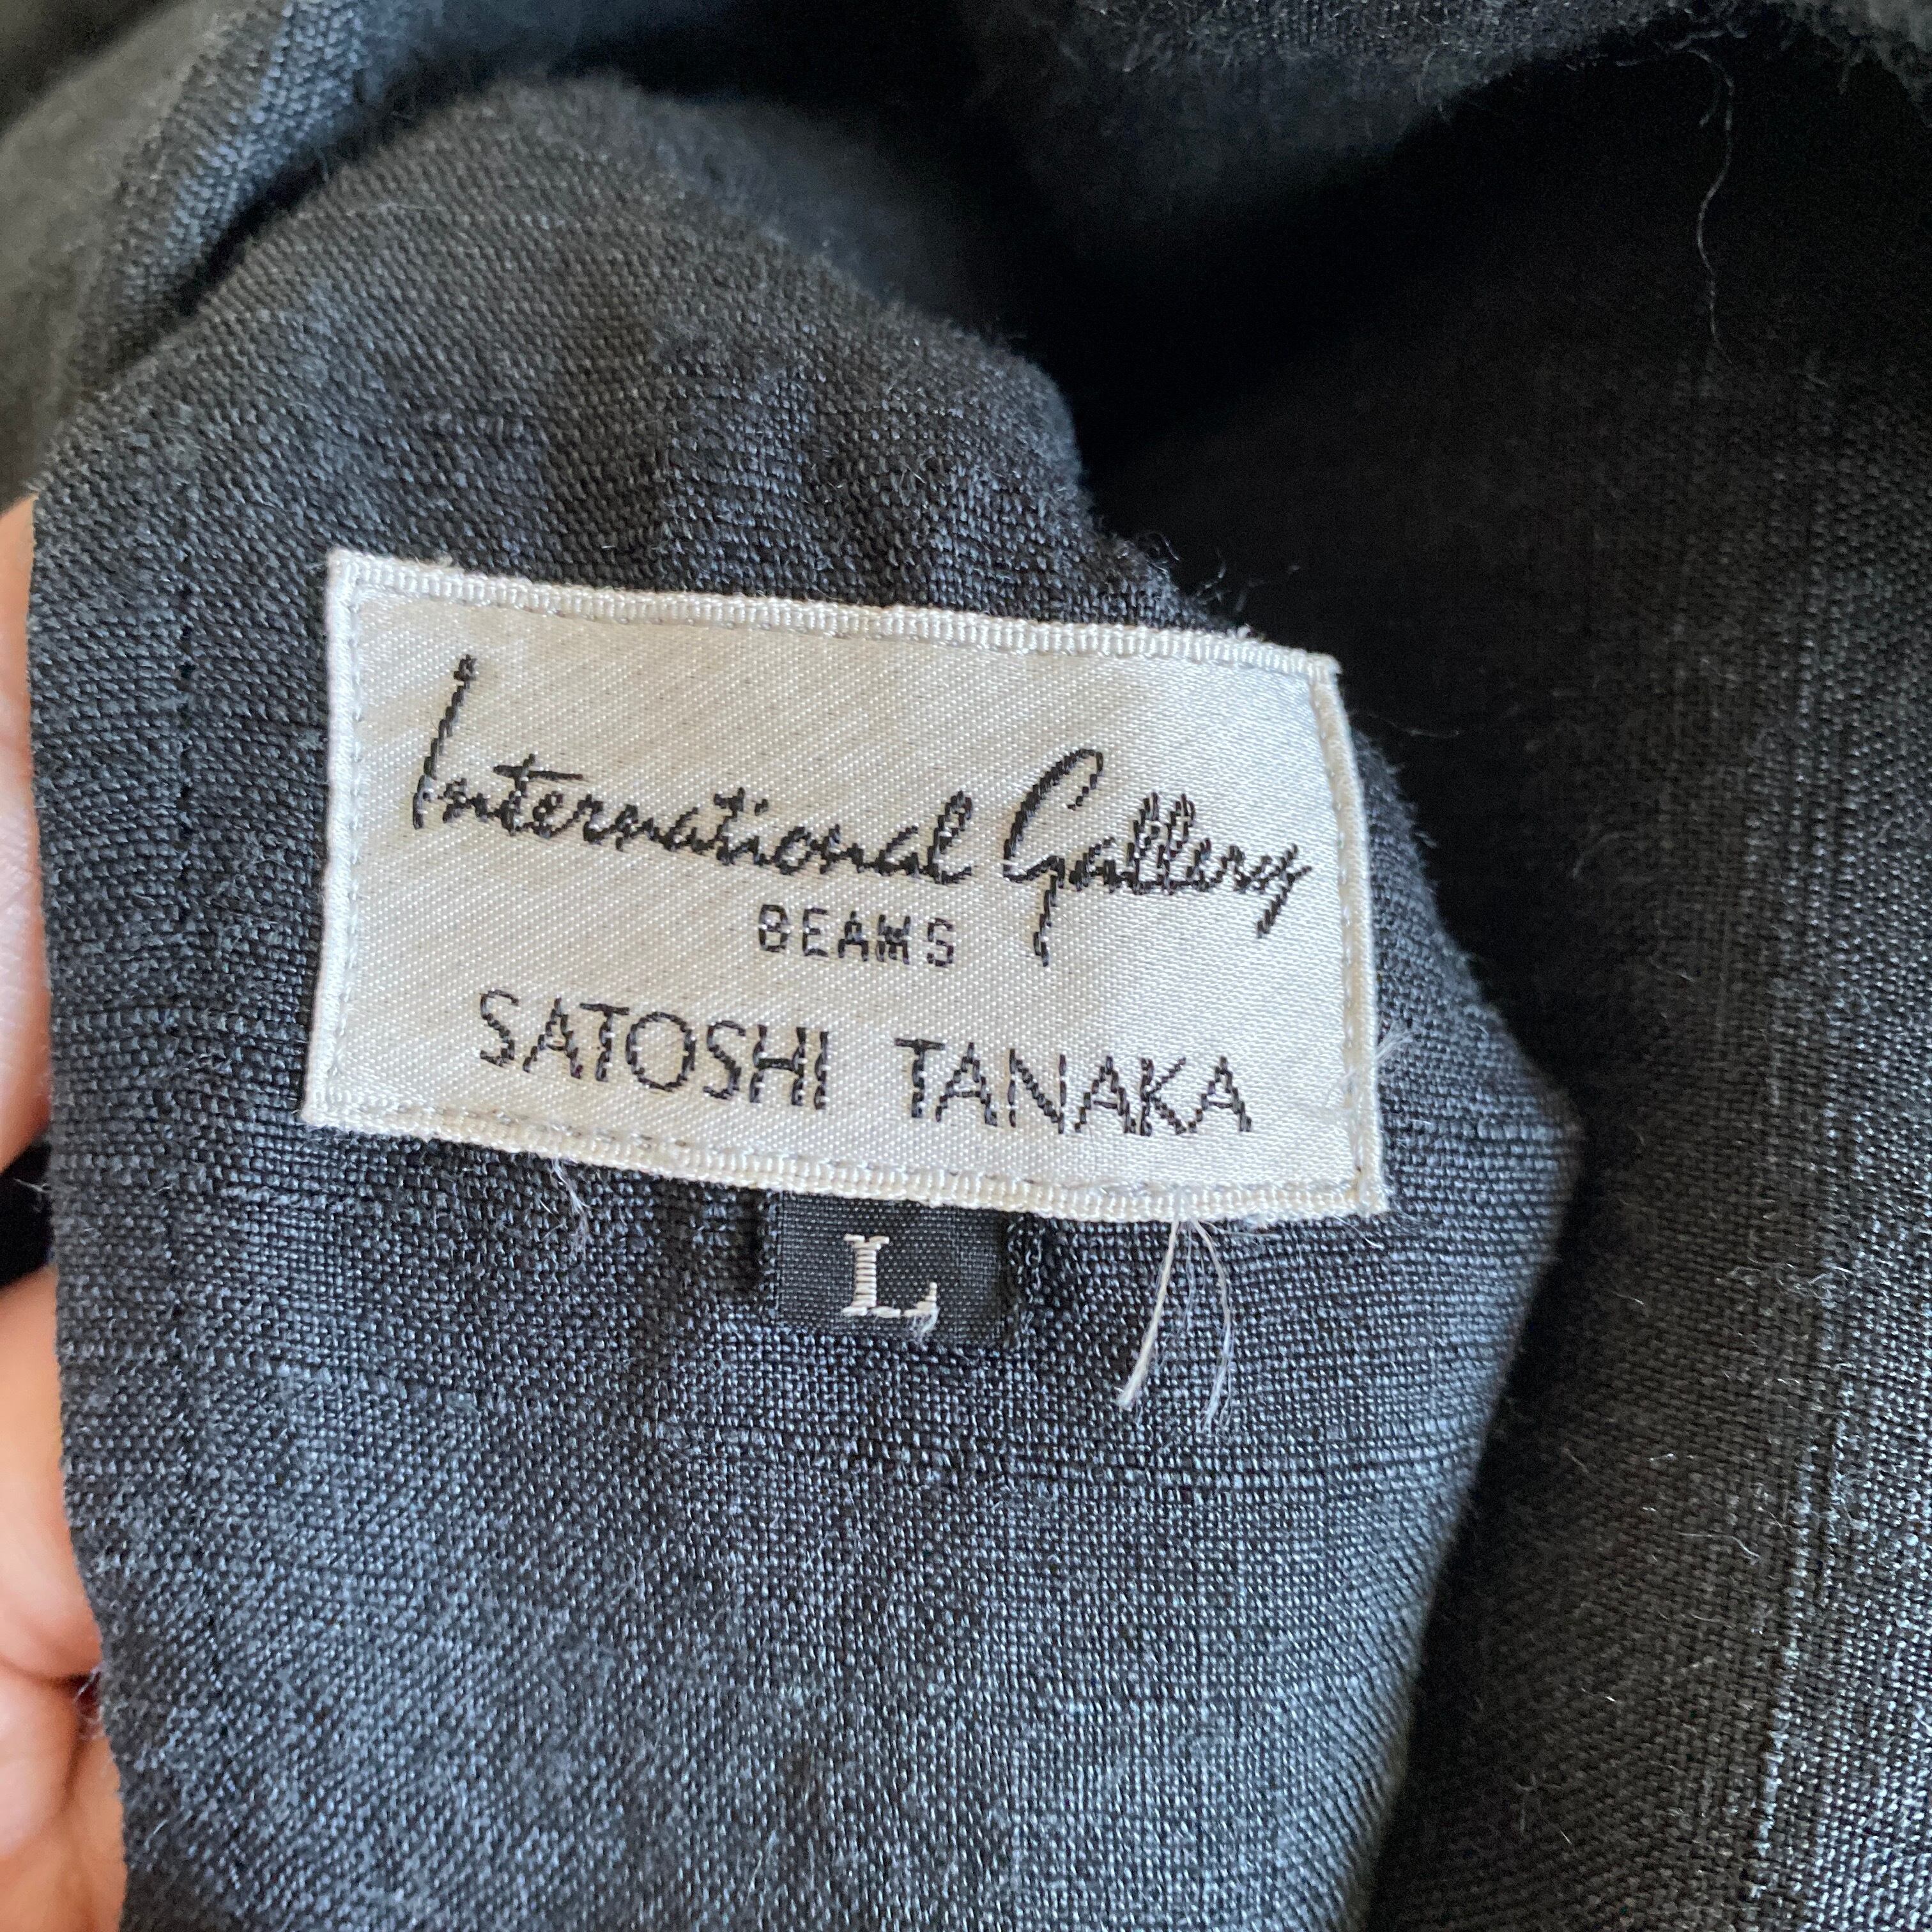 International Gallery
BEAMS
SATOSHI TANAKA
L